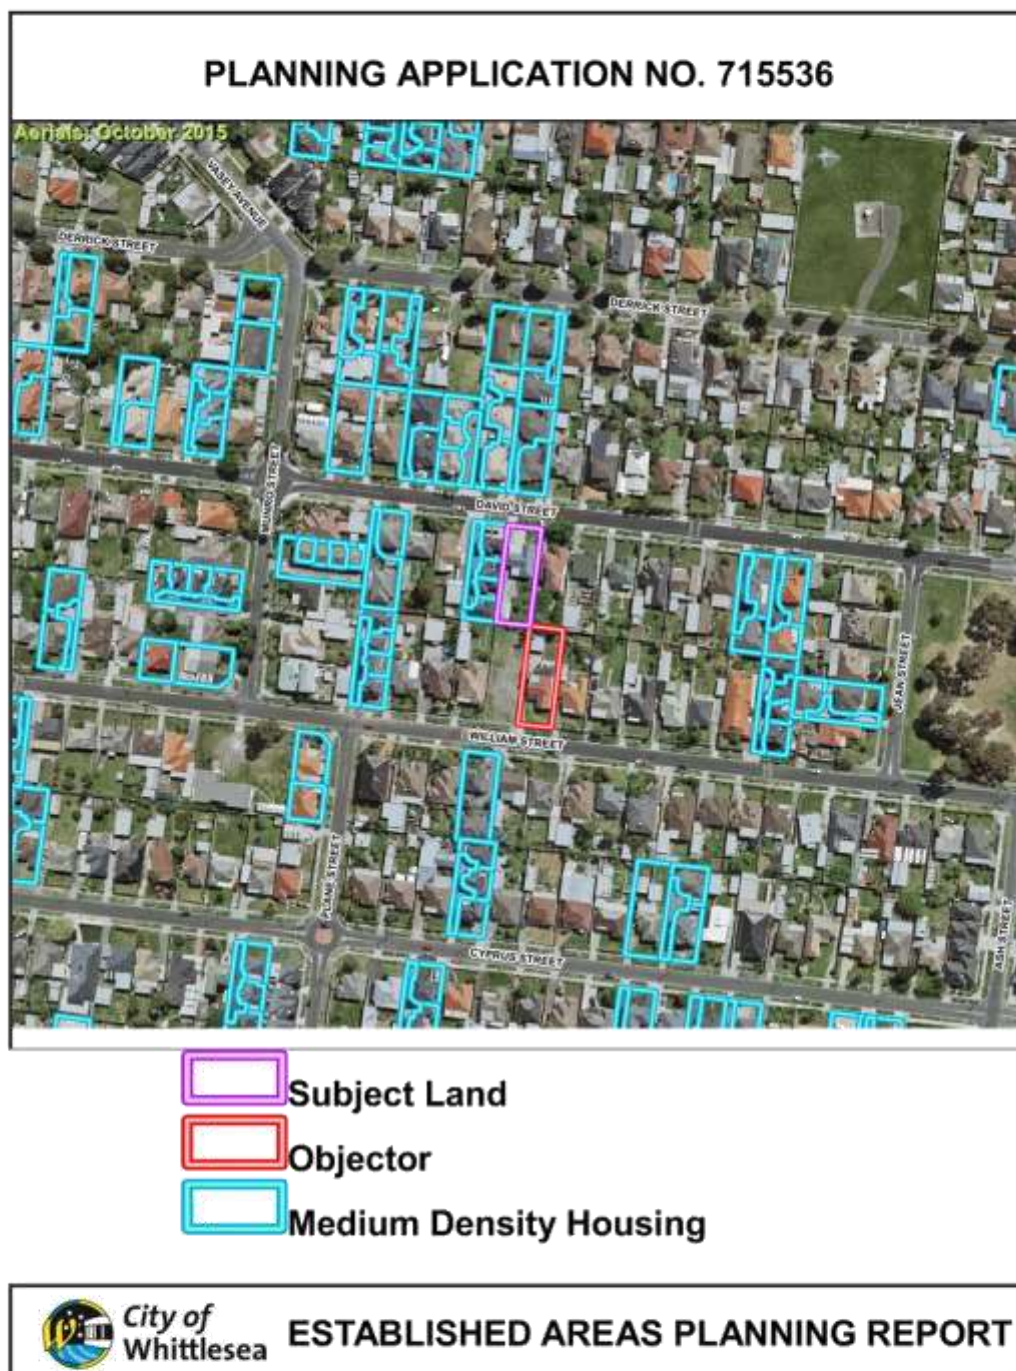 PLANNING APPLICATION NO. 715536
Aerials: October 2015
VASEY AVENUE
DERRICK STREET
DERRICK STREET
MUNRO STREET
DAVID STREET
JEAN STREET
WILLIAM STREET
PLANE STREET
CYPRUS STREET
ASH STREET
Subject Land
Objector
Medium Density Housing
City of
Whittlesea
ESTABLISHED AREAS PLANNING REPORT